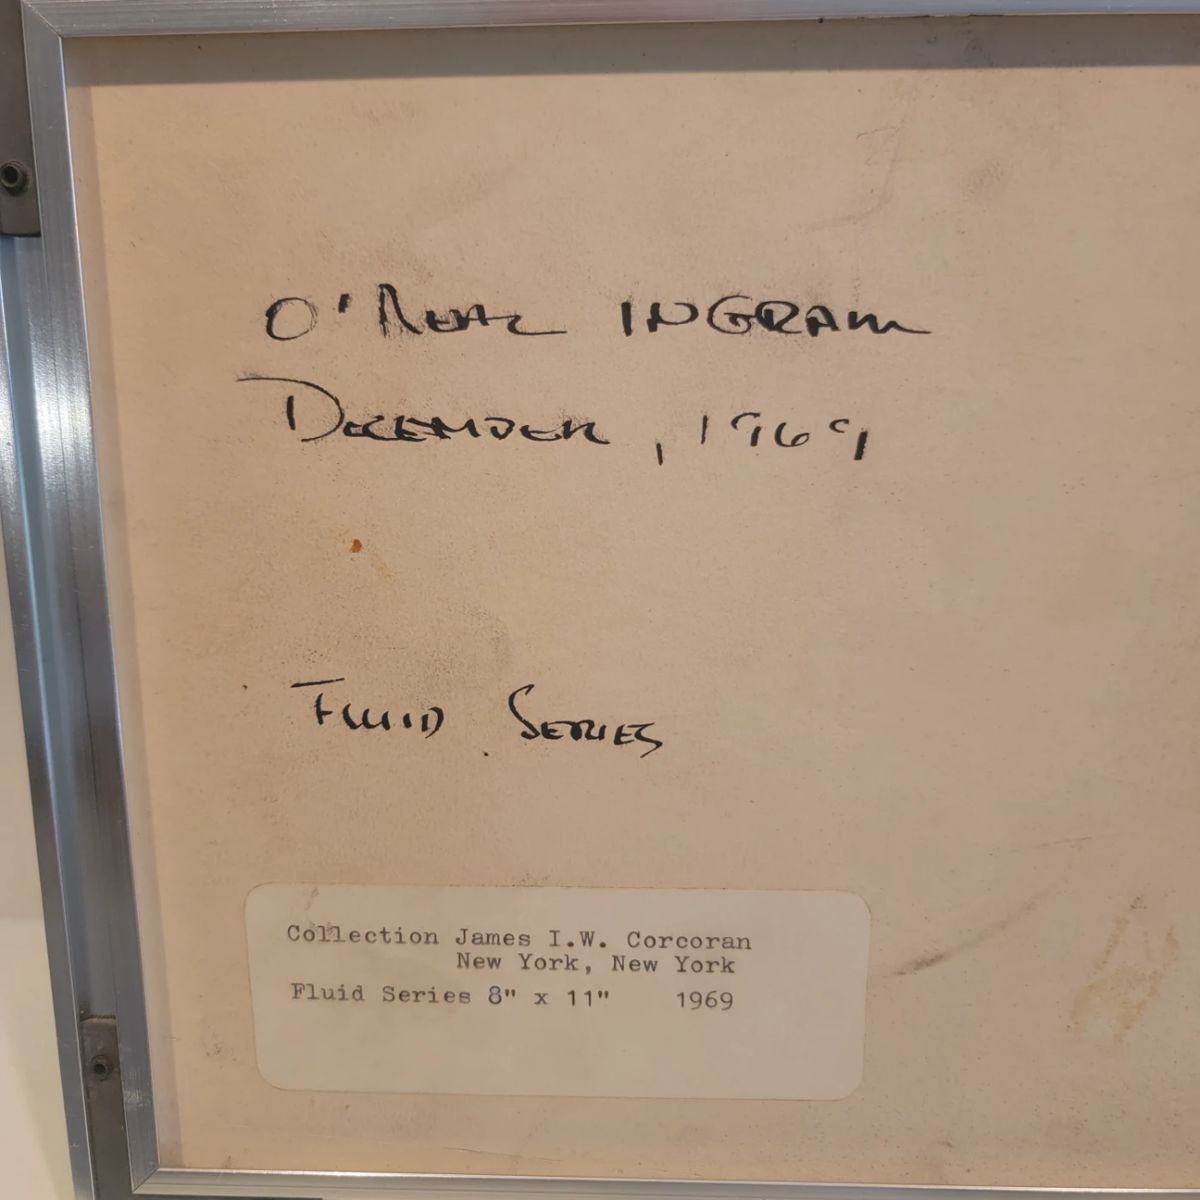 O'NEAL INGRAM
DECEMBER, 1969
FLUID SERIES
Collection James I.W. Corcoran
New York, New York
Fluid Series 8" x 11" 1969